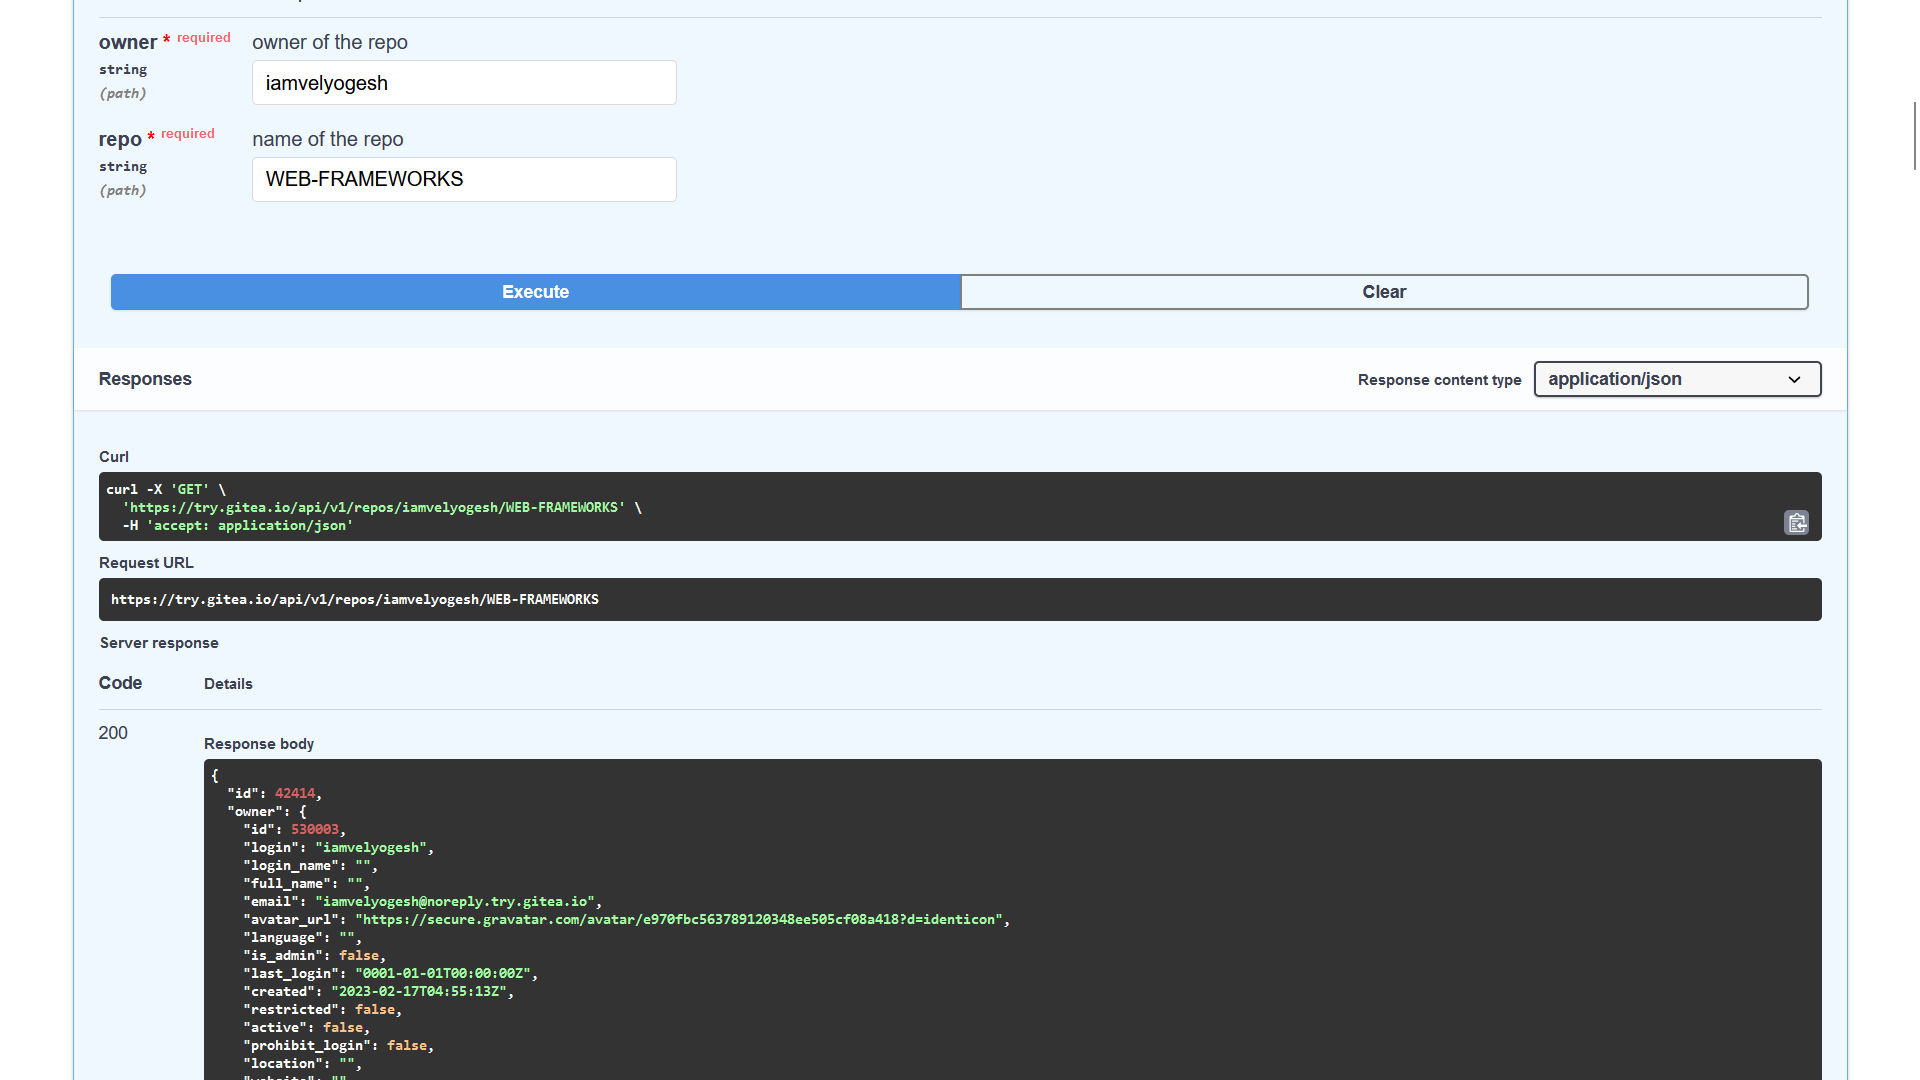 owner * required
owner of the repo
string
(path)
iamvelyogesh
repo * required
name of the repo
string
(path)
WEB-FRAMEWORKS
Execute
Clear
Responses
Response content type
application/json
Curl
curl -X 'GET' \
'https://try.gitea.io/api/v1/repos/iamvelyogesh/WEB-FRAMEWORKS' \
-H 'accept: application/json'
Request URL
https://try.gitea.io/api/v1/repos/iamvelyogesh/WEB-FRAMEWORKS
Server response
Code
Details
200
Response body
{
"id": 42414,
"owner": {
"id": 530003,
"login": "iamvelyogesh",
"login_name": "",
"full_name": "",
"email": "iamvelyogesh@noreply.try.gitea.io",
"avatar_url": "https://secure.gravatar.com/avatar/e970fbc563789120348ee505cf08a418?d=identicon",
"language": "",
"is_admin": false,
"last_login": "0001-01-01T00:00:00Z",
"created": "2023-02-17T04:55:13Z",
"restricted": false,
"active": false,
"prohibit_login": false,
"location": "",